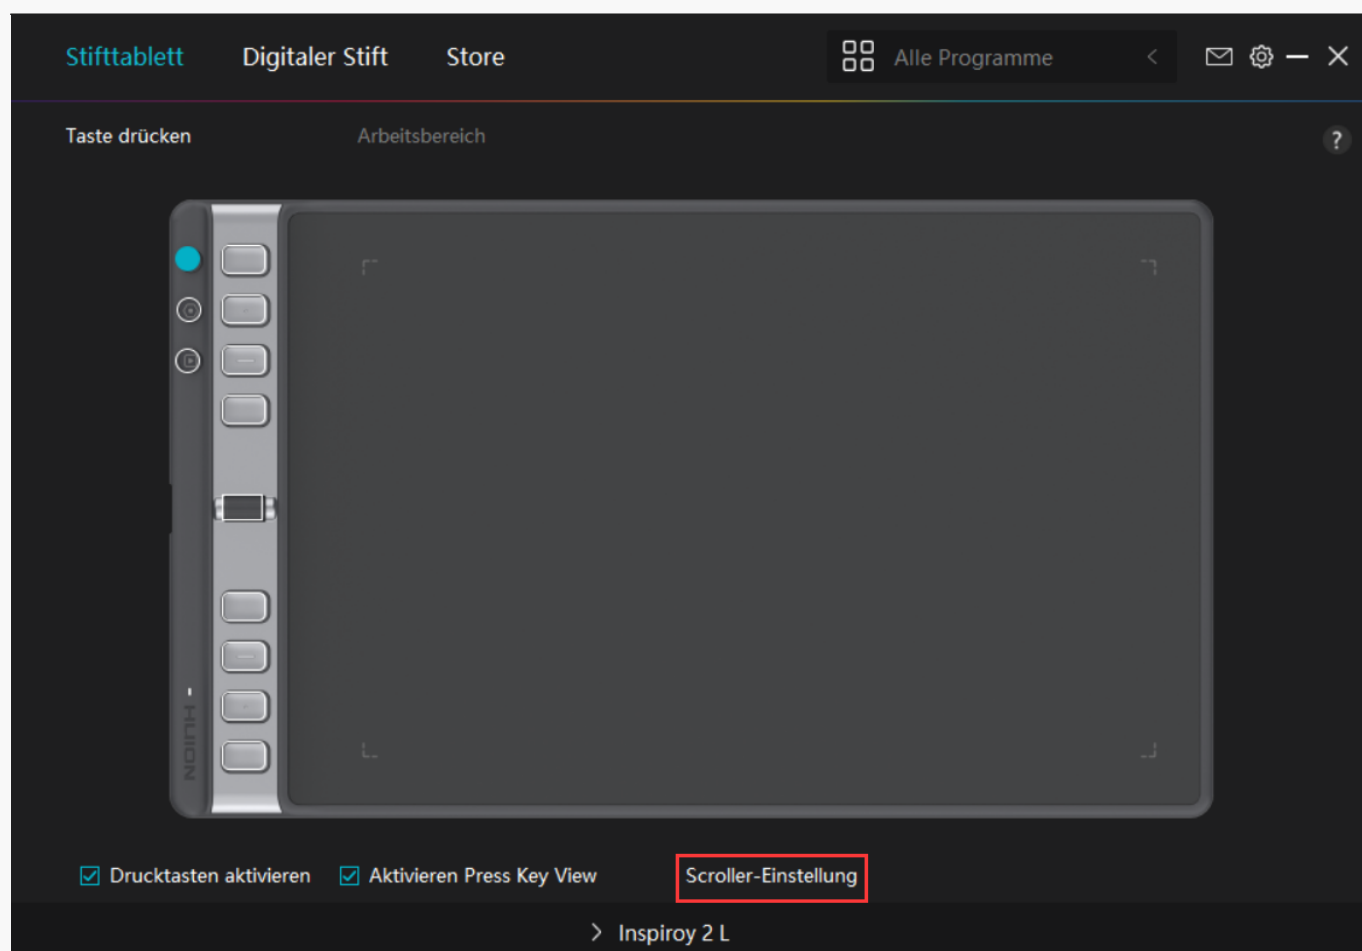 Stifttablett Digitaler Stift Store Alle Programme
Taste drücken Arbeitsbereich ?
HUION
Drucktasten aktivieren Aktivieren Press Key View Scroller-Einstellung
Inspiroy 2 L